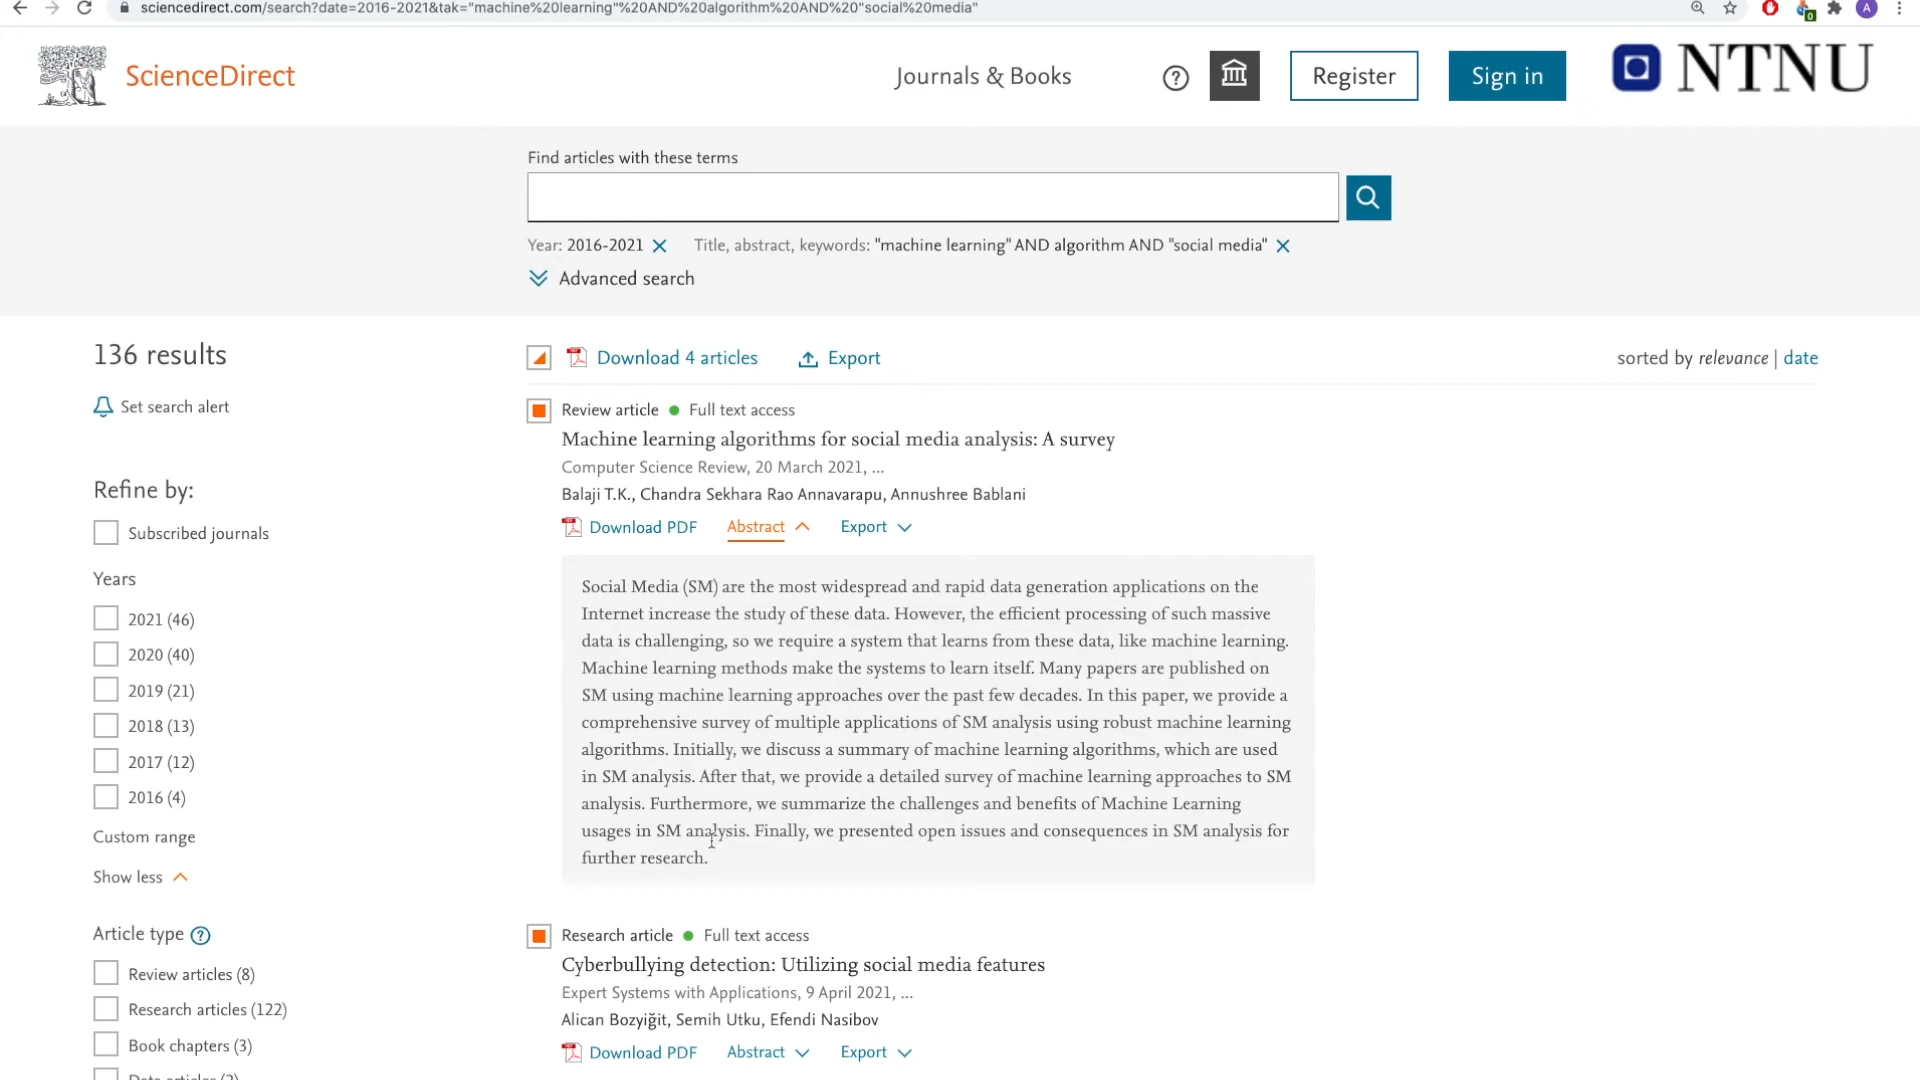 sciencedirect.com/search?date=2016-2021&tak="machine%20learning"%20AND%20algorithm%20AND%20"social%20media"
0
A
ScienceDirect
Journals & Books
?
Register
Sign in
NTNU
Find articles with these terms
Year: 2016-2021
Title, abstract, keywords: "machine learning" AND algorithm AND "social media"
Advanced search
136 results
Set search alert
Refine by:
Subscribed journals
Years
2021 (46)
2020 (40)
2019 (21)
2018 (13)
2017 (12)
2016 (4)
Custom range
Show less
Article type ?
Review articles (8)
Research articles (122)
Book chapters (3)
Download 4 articles
Export
sorted by relevance | date
Review article Full text access
Machine learning algorithms for social media analysis: A survey
Computer Science Review, 20 March 2021, ...
Balaji T.K., Chandra Sekhara Rao Annavarapu, Annushree Bablani
Download PDF Abstract Export
Social Media (SM) are the most widespread and rapid data generation applications on the
Internet increase the study of these data. However, the efficient processing of such massive
data is challenging, so we require a system that learns from these data, like machine learning.
Machine learning methods make the systems to learn itself. Many papers are published on
SM using machine learning approaches over the past few decades. In this paper, we provide a
comprehensive survey of multiple applications of SM analysis using robust machine learning
algorithms. Initially, we discuss a summary of machine learning algorithms, which are used
in SM analysis. After that, we provide a detailed survey of machine learning approaches to SM
analysis. Furthermore, we summarize the challenges and benefits of Machine Learning
usages in SM analysis. Finally, we presented open issues and consequences in SM analysis for
further research.
Research article Full text access
Cyberbullying detection: Utilizing social media features
Expert Systems with Applications, 9 April 2021, ...
Alican Bozyiğit, Semih Utku, Efendi Nasibov
Download PDF Abstract Export